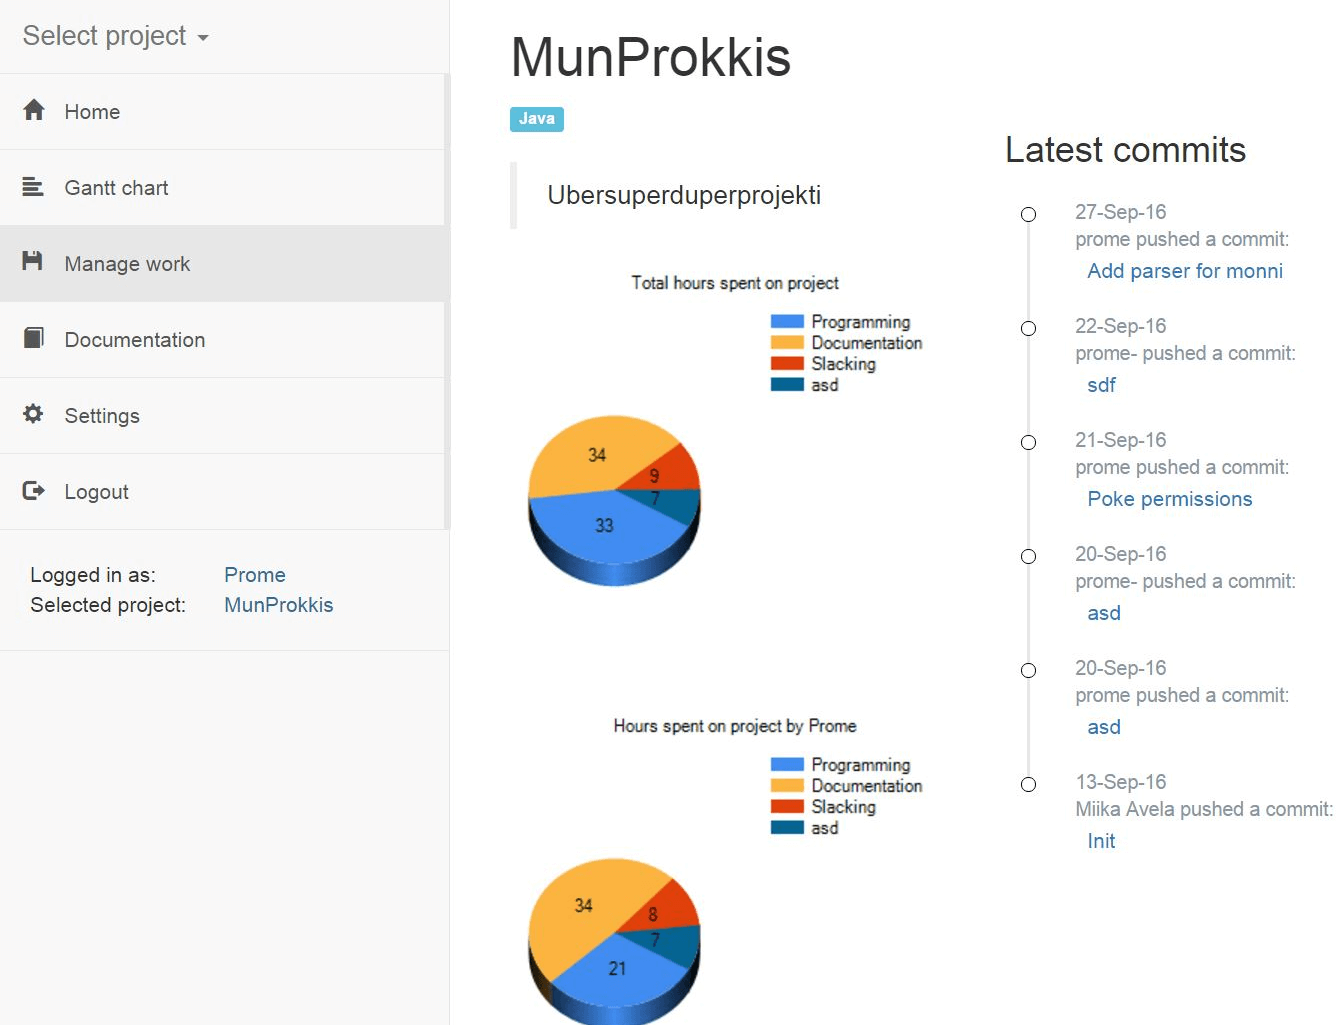 Select project
Home
Gantt chart
Manage work
Documentation
Settings
Logout
Logged in as: Prome
Selected project: MunProkkis
MunProkkis
Java
Ubersuperduperprojekti
Total hours spent on project
Programming
Documentation
Slacking
asd
34
9
7
33
Hours spent on project by Prome
Programming
Documentation
Slacking
asd
34
8
7
21
Latest commits
27-Sep-16
prome pushed a commit:
Add parser for monni
22-Sep-16
prome- pushed a commit:
sdf
21-Sep-16
prome pushed a commit:
Poke permissions
20-Sep-16
prome- pushed a commit:
asd
20-Sep-16
prome pushed a commit:
asd
13-Sep-16
Miika Avela pushed a commit:
Init